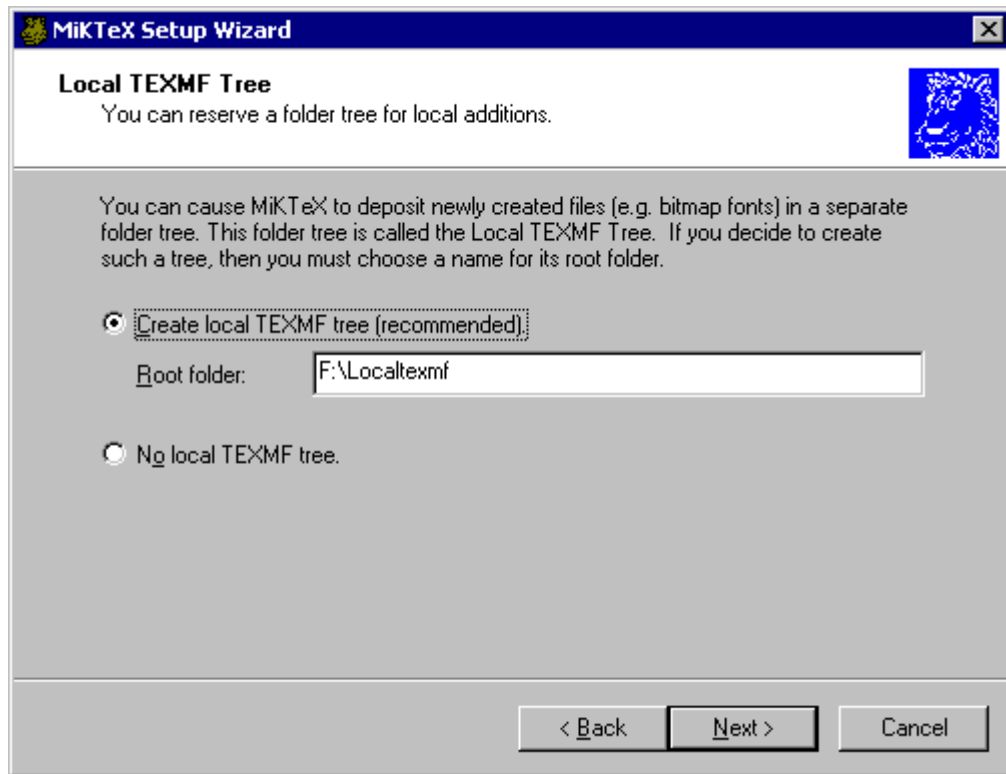 MiKTeX Setup Wizard
Local TEXMF Tree
You can reserve a folder tree for local additions.
You can cause MiKTeX to deposit newly created files (e.g. bitmap fonts) in a separate
folder tree. This folder tree is called the Local TEXMF Tree.  If you decide to create
such a tree, then you must choose a name for its root folder.
Create local TEXMF tree (recommended).
Root folder: F:\Localtexmf
No local TEXMF tree.
< Back Next > Cancel